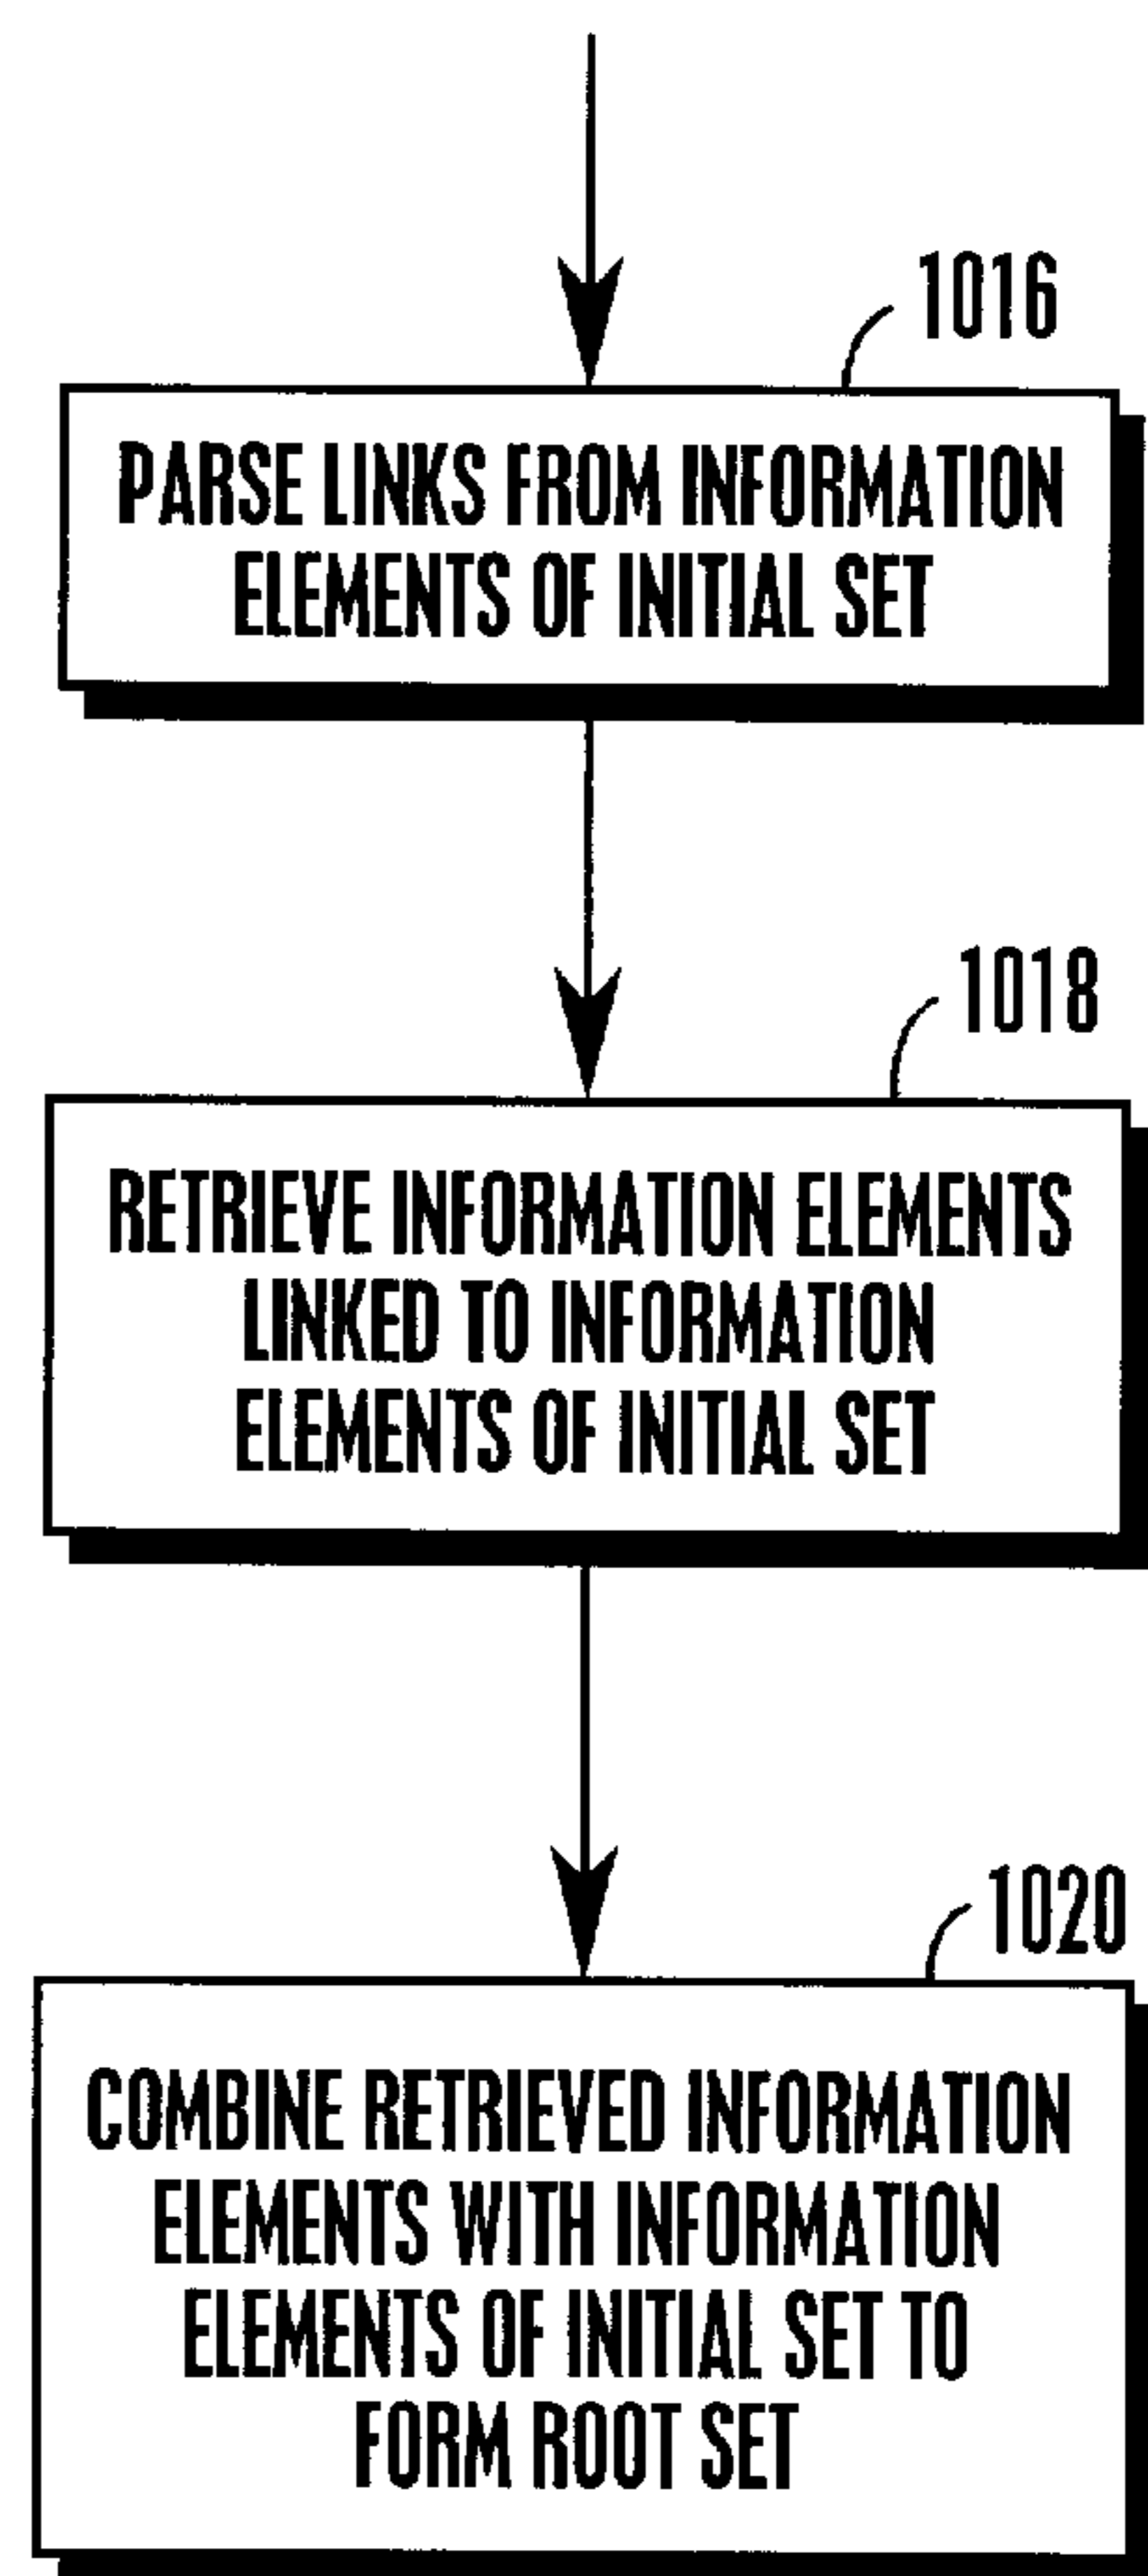 1016
PARSE LINKS FROM INFORMATION
ELEMENTS OF INITIAL SET
1018
RETRIEVE INFORMATION ELEMENTS
LINKED TO INFORMATION
ELEMENTS OF INITIAL SET
1020
COMBINE RETRIEVED INFORMATION
ELEMENTS WITH INFORMATION
ELEMENTS OF INITIAL SET TO
FORM ROOT SET